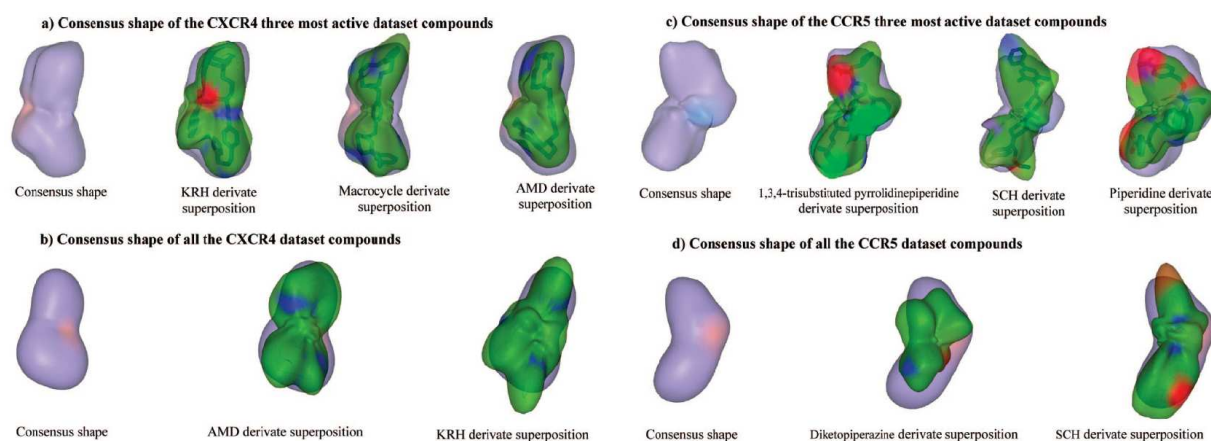 a) Consensus shape of the CXCR4 three most active dataset compounds
Consensus shape
KRH derivate
superposition
Macrocycle derivate
superposition
AMD derivate
superposition
b) Consensus shape of all the CXCR4 dataset compounds
Consensus shape
AMD derivate superposition
KRH derivate superposition
c) Consensus shape of the CCR5 three most active dataset compounds
Consensus shape
1,3,4-trisubstituted pyrrolidinepiperidine
derivate superposition
SCH derivate
superposition
Piperidine derivate
superposition
d) Consensus shape of all the CCR5 dataset compounds
Consensus shape
Diketopiperazine derivate superposition
SCH derivate superposition